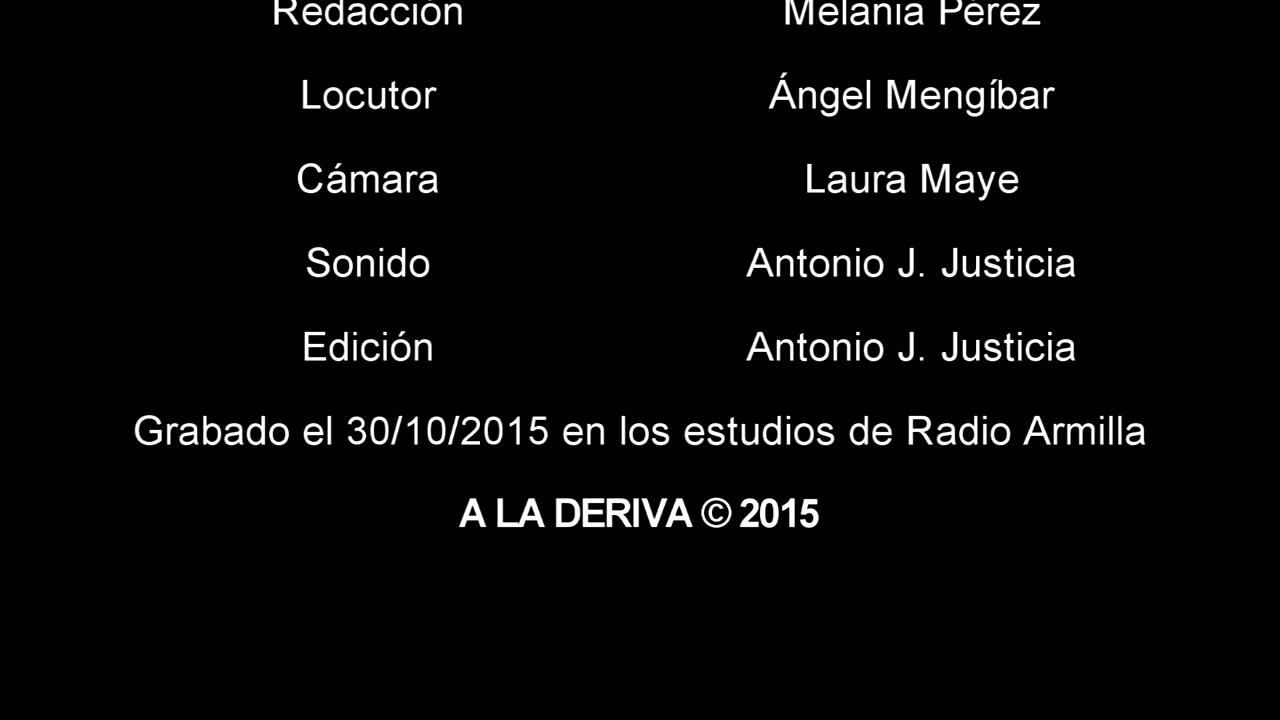 Redacción Melania Pérez
Locutor Ángel Mengíbar
Cámara Laura Maye
Sonido Antonio J. Justicia
Edición Antonio J. Justicia
Grabado el 30/10/2015 en los estudios de Radio Armilla
A LA DERIVA © 2015